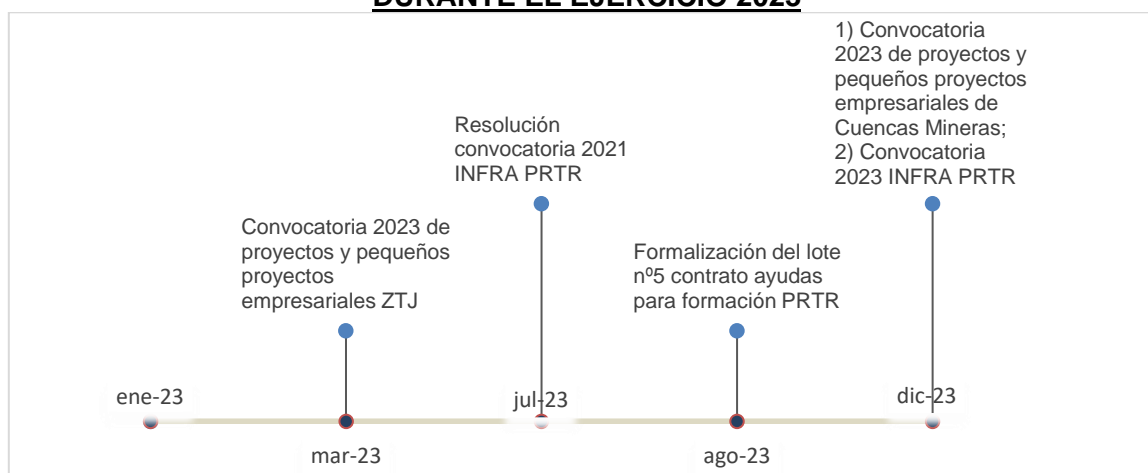 DURANTE EL EJERCICIO 2023
1) Convocatoria
2023 de proyectos y
pequeños proyectos
empresariales de
Cuencas Mineras;
2) Convocatoria
2023 INFRA PRTR
Resolución
convocatoria 2021
INFRA PRTR
Convocatoria 2023 de
proyectos y pequeños
proyectos
empresariales ZTJ
Formalización del lote
nº5 contrato ayudas
para formación PRTR
ene-23
jul-23
dic-23
mar-23
ago-23